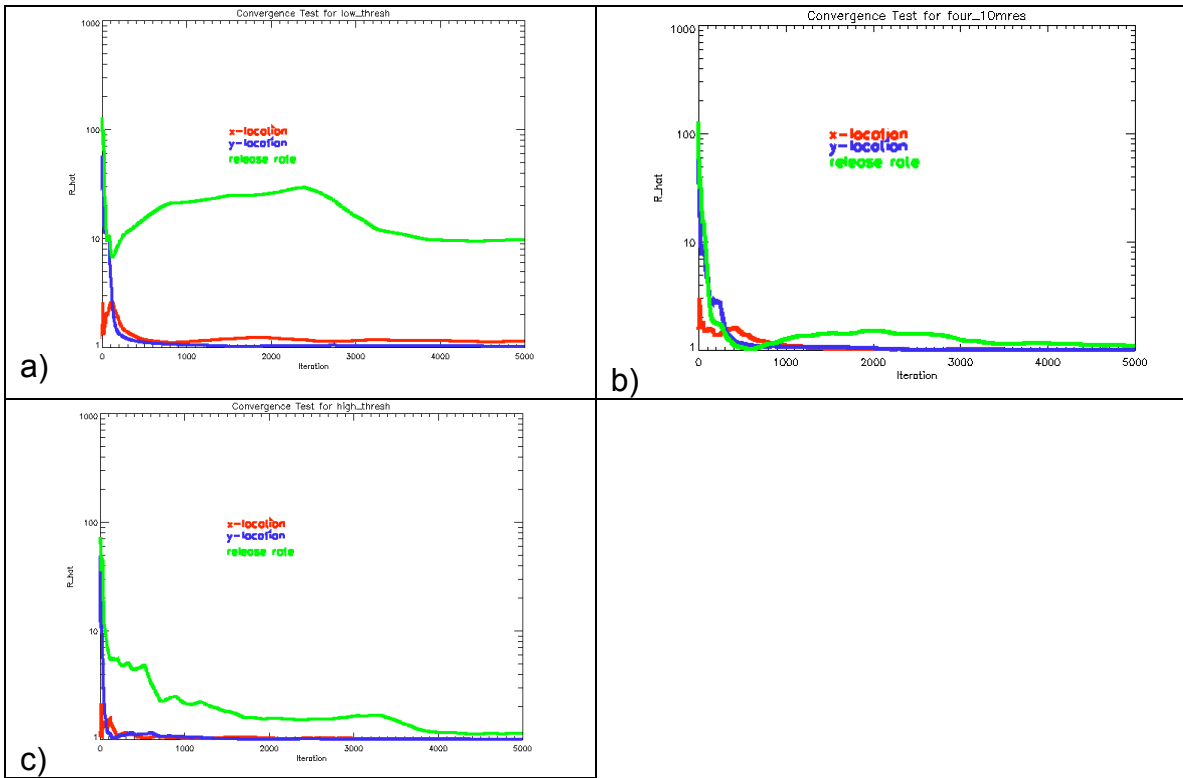 Convergence Test for low_thresh
1000
100
10
1
R_hat
x-location
y-location
release rate
0
1000
2000
3000
4000
5000
Iteration
a)
Convergence Test for four_10mres
1000
100
10
1
R_hat
x-location
y-location
release rate
0
1000
2000
3000
4000
5000
Iteration
b)
Convergence Test for high_thresh
1000
100
10
1
R_hat
x-location
y-location
release rate
0
1000
2000
3000
4000
5000
Iteration
c)